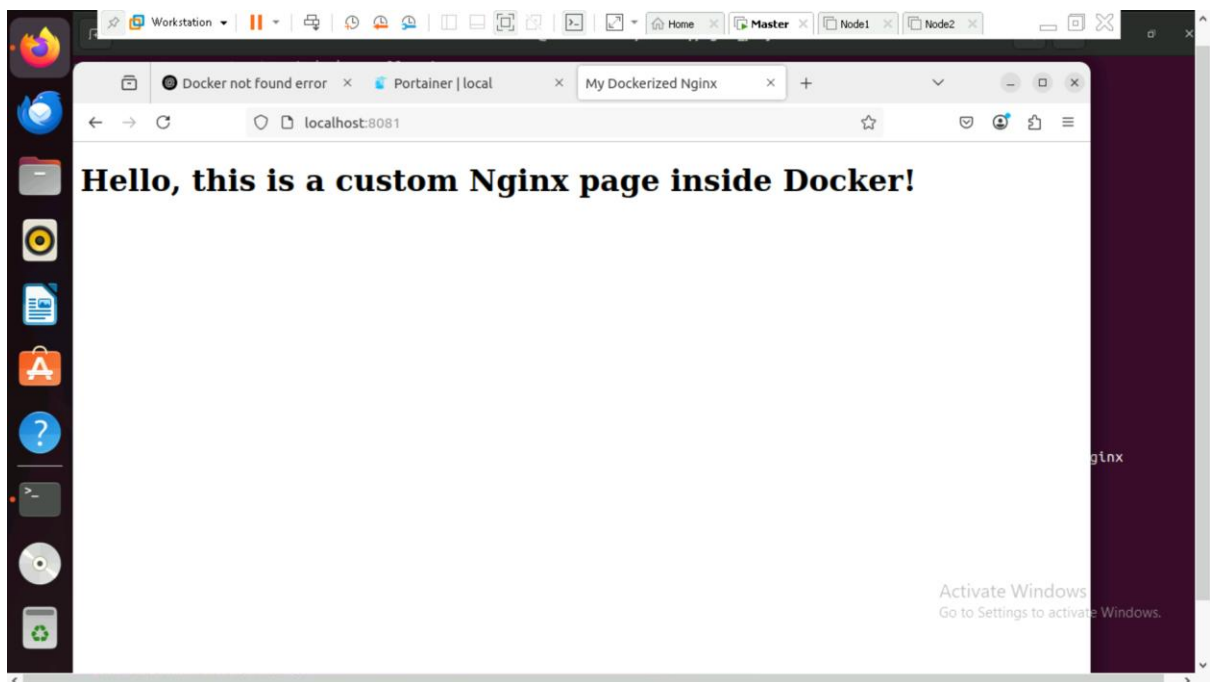 Workstation
Home
Master
Node1
Node2
Docker not found error
Portainer | local
My Dockerized Nginx
localhost:8081
Hello, this is a custom Nginx page inside Docker!
ginx
Activate Windows
Go to Settings to activate Windows.